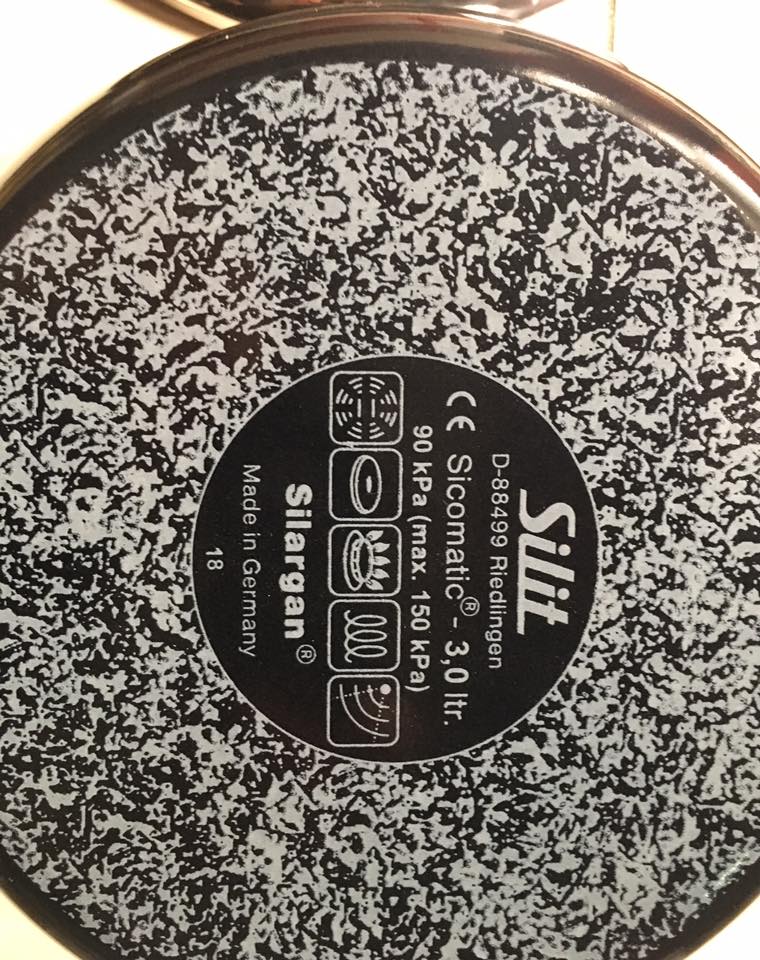 Silit
D-88499 Riedlingen
CE Sicomatic® - 3,0 ltr.
90 kPa (max. 150 kPa)
Silargan®
Made in Germany
18